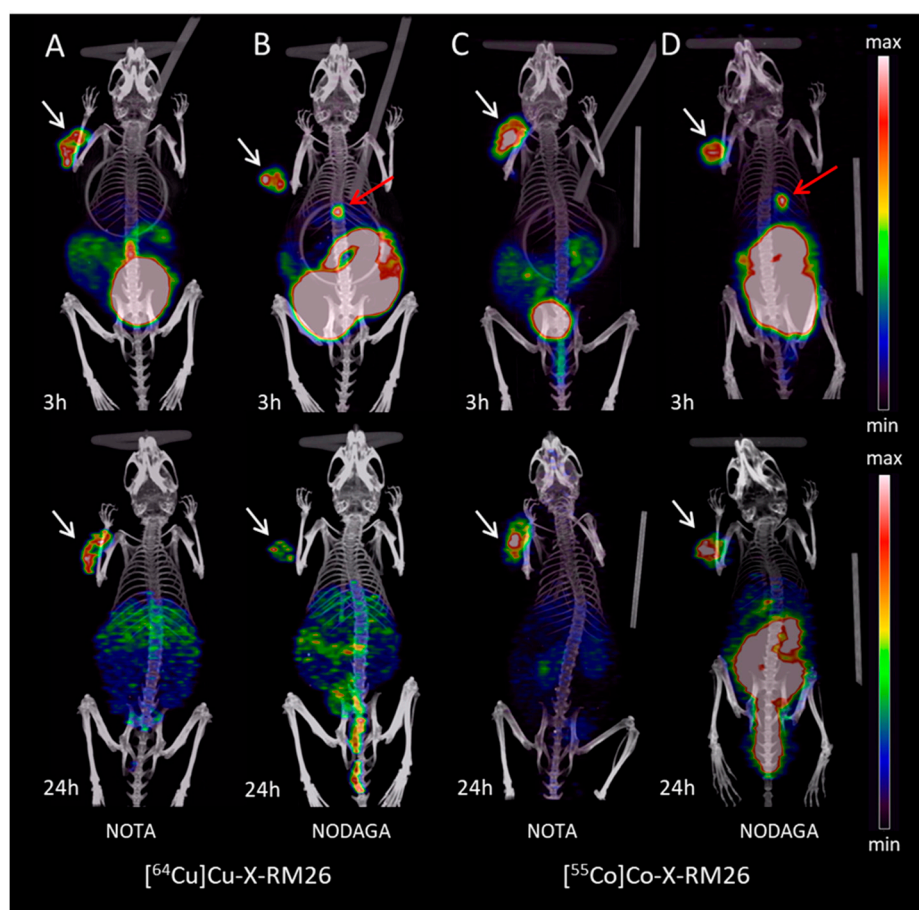 A B C D max
3h 3h 3h 3h min
max
24h 24h 24h 24h min
NOTA NODAGA NOTA NODAGA
[⁶⁴Cu]Cu-X-RM26 [⁵⁵Co]Co-X-RM26